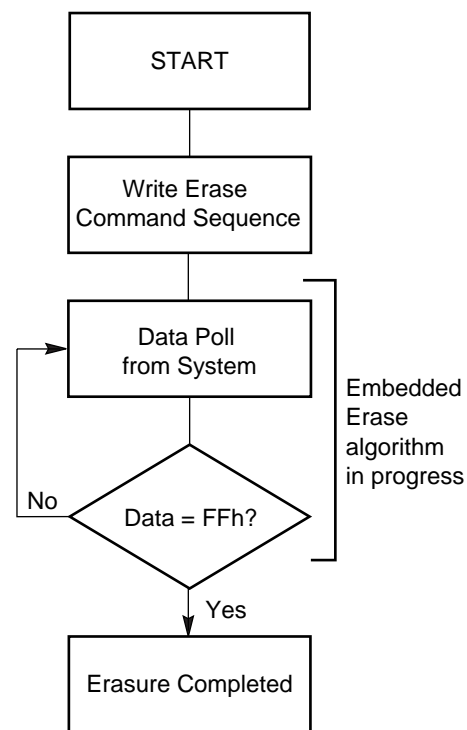 START
Write Erase
Command Sequence
Data Poll
from System
Embedded
Erase
algorithm
in progress
No
Data = FFh?
Yes
Erasure Completed